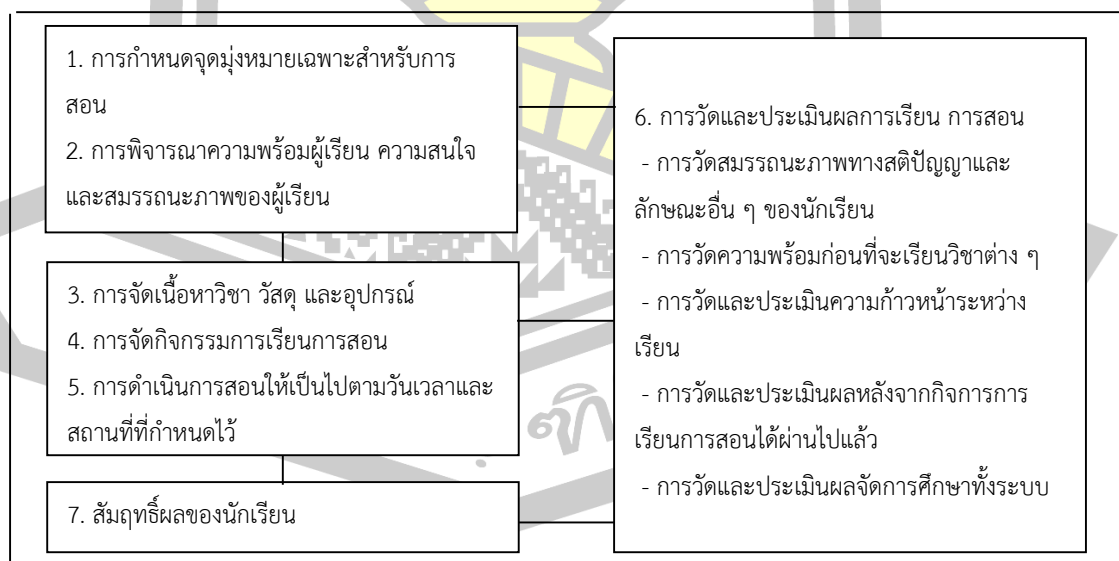 1. การกำหนดจุดมุ่งหมายเฉพาะสำหรับการ
สอน
2. การพิจารณาความพร้อมผู้เรียน ความสนใจ
และสมรรถนะภาพของผู้เรียน
3. การจัดเนื้อหาวิชา วัสดุ และอุปกรณ์
4. การจัดกิจกรรมการเรียนการสอน
5. การดำเนินการสอนให้เป็นไปตามวันเวลาและ
สถานที่ที่กำหนดไว้
7. สัมฤทธิ์ผลของนักเรียน
6. การวัดและประเมินผลการเรียน การสอน
- การวัดสมรรถนะภาพทางสติปัญญาและ
ลักษณะอื่น ๆ ของนักเรียน
- การวัดความพร้อมก่อนที่จะเรียนวิชาต่าง ๆ
- การวัดและประเมินความก้าวหน้าระหว่าง
เรียน
- การวัดและประเมินผลหลังจากกิจการการ
เรียนการสอนได้ผ่านไปแล้ว
- การวัดและประเมินผลจัดการศึกษาทั้งระบบ